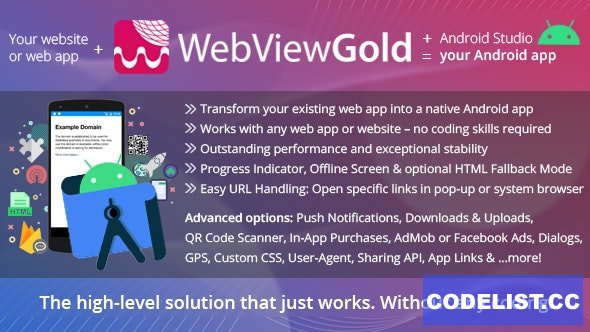 Your website
or web app
+
WebViewGold
+ Android Studio
= your Android app
Example Domain
HTML
>> Transform your existing web app into a native Android app
>> Works with any web app or website – no coding skills required
>> Outstanding performance and exceptional stability
>> Progress Indicator, Offline Screen & optional HTML Fallback Mode
>> Easy URL Handling: Open specific links in pop-up or system browser
Advanced options: Push Notifications, Downloads & Uploads,
QR Code Scanner, In-App Purchases, AdMob or Facebook Ads, Dialogs,
GPS, Custom CSS, User-Agent, Sharing API, App Links & ...more!
The high-level solution that just works. Witho
CODELIST.CC